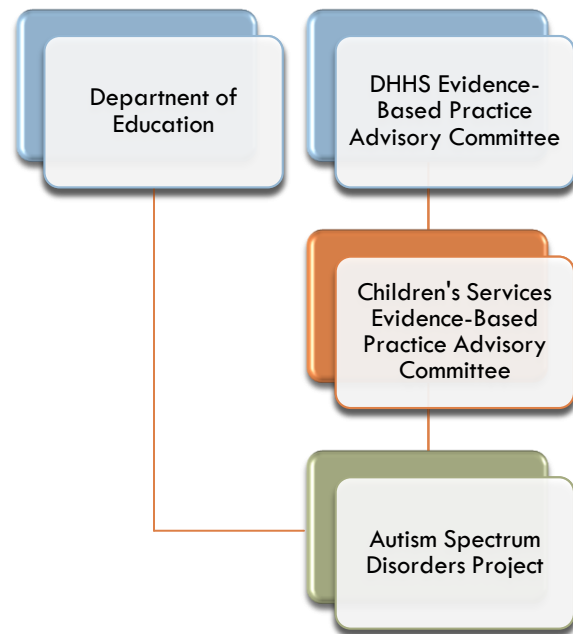 Department of
Education
DHHS Evidence-
Based Practice
Advisory Committee
Children's Services
Evidence-Based
Practice Advisory
Committee
Autism Spectrum
Disorders Project